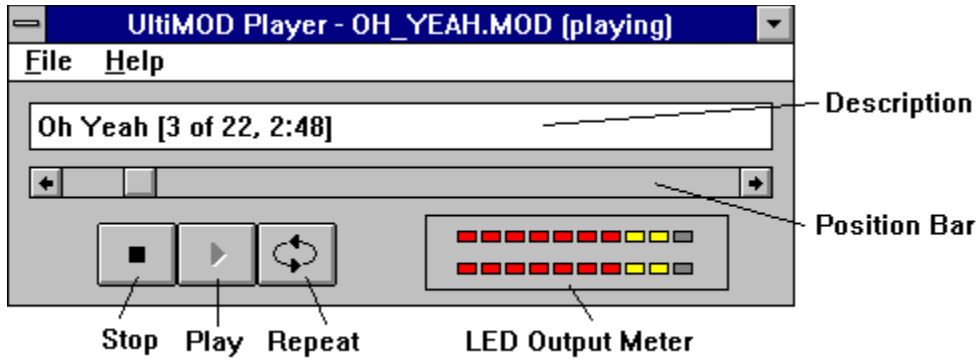 UltiMOD Player - OH_YEAH.MOD (playing)
File Help
Description
Oh Yeah [3 of 22, 2:48]
Position Bar
Stop Play Repeat LED Output Meter